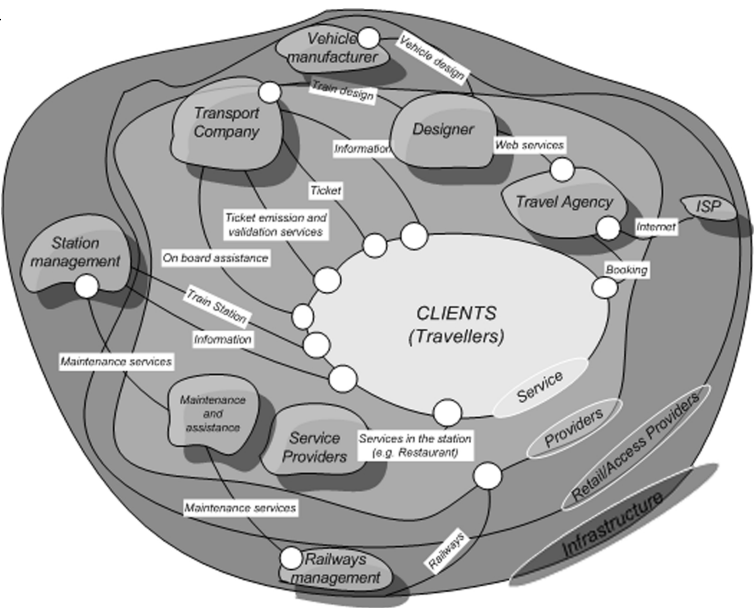 Vehicle
manufacturer
Vehicle design
Train design
Transport
Company
Designer
Information
Web services
Ticket
Travel Agency
ISP
Ticket emission and
validation services
Internet
Station
management
On board assistance
Booking
Train Station
CLIENTS
(Travellers)
Information
Maintenance services
Service
Maintenance
and
assistance
Service
Providers
Services in the station
(e.g. Restaurant)
Providers
Retail/Access Providers
Maintenance services
Infrastructure
Railways
Railways
management